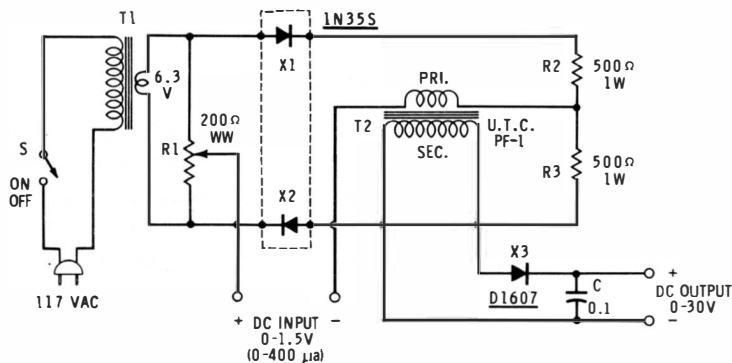 T1
1N35S
X1
6.3
V
200Ω
WW
R1
S
ON
OFF
117 VAC
PRI.
T2
U.T.C.
PF-1
SEC.
R2
500Ω
1W
R3
500Ω
1W
X2
X3
D1607
C
0.1
+
DC OUTPUT
0-30V
−
+ DC INPUT −
0-1.5V
(0-400 µa)